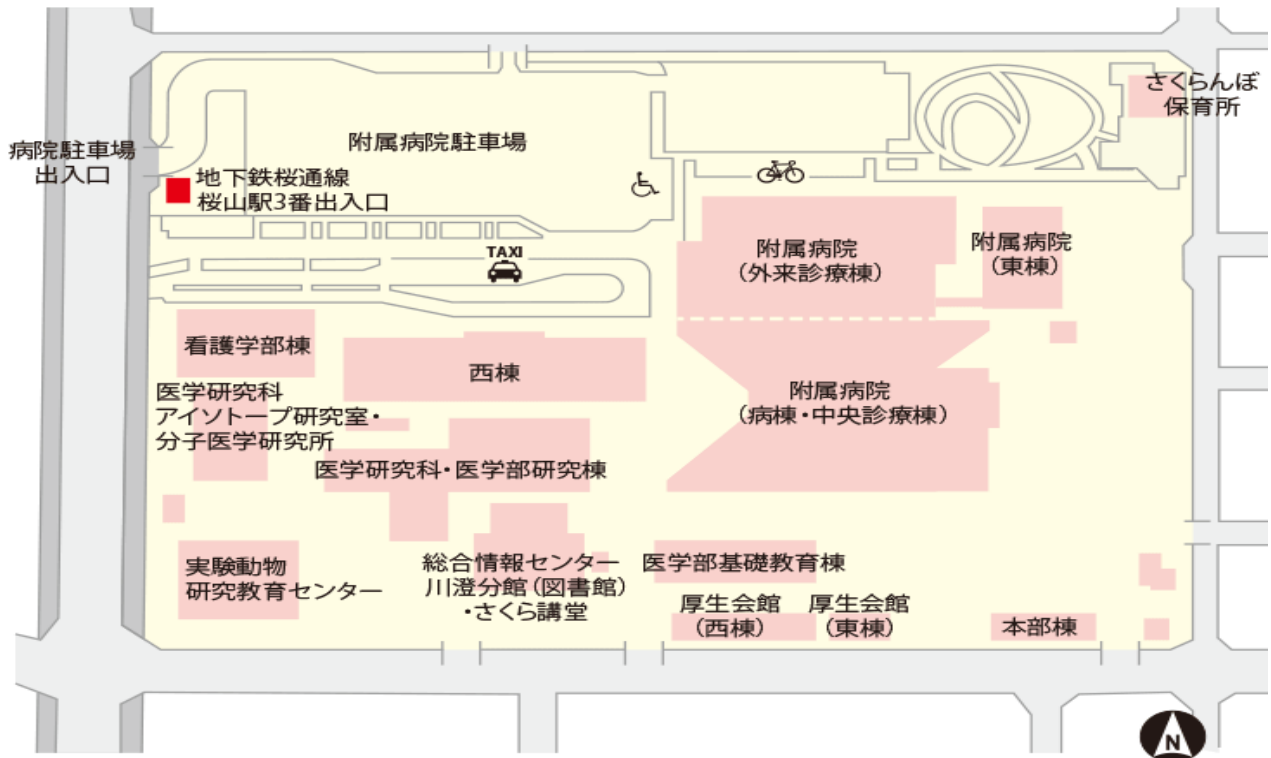 さくらんぼ
保育所
病院駐車場
出入口
附属病院駐車場
地下鉄桜通線
桜山駅3番出入口
TAXI
附属病院
(外来診療棟)
附属病院
(東棟)
看護学部棟
西棟
医学研究科
アイソトープ研究室・
分子医学研究所
附属病院
(病棟・中央診療棟)
医学研究科・医学部研究棟
実験動物
研究教育センター
総合情報センター
川澄分館(図書館)
・さくら講堂
医学部基礎教育棟
厚生会館
(西棟)
厚生会館
(東棟)
本部棟
N